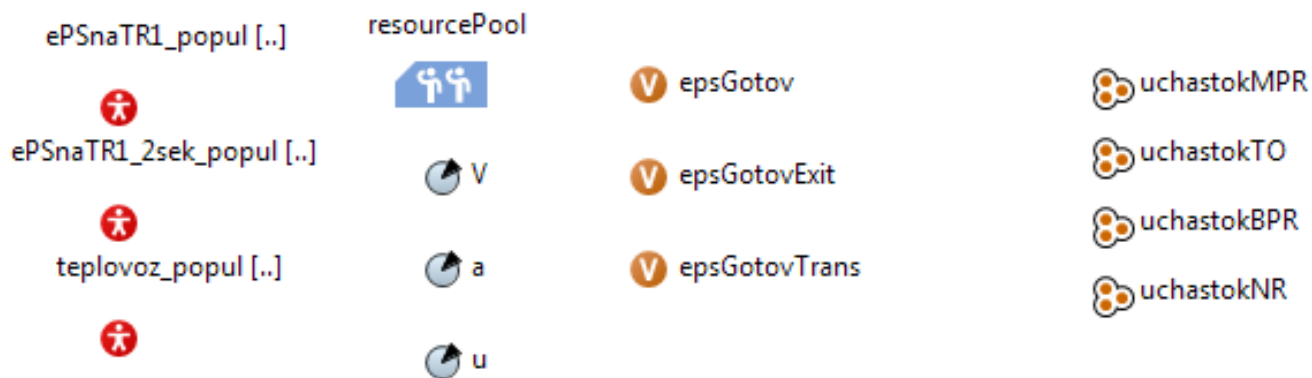 ePSnaTR1_popul [..]
ePSnaTR1_2sek_popul [..]
teplovoz_popul [..]
resourcePool
V
a
u
V epsGotov
V epsGotovExit
V epsGotovTrans
uchastokMPR
uchastokTO
uchastokBPR
uchastokNR